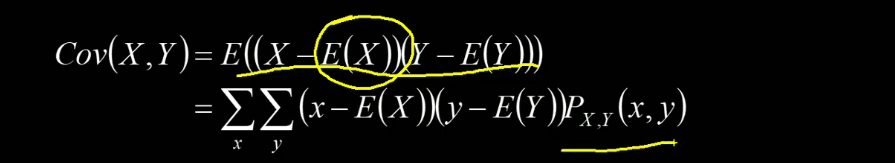 Cov(X,Y) = E((X − E(X))(Y − E(Y)))
= ∑x ∑y (x − E(X))(y − E(Y))P_{X,Y}(x, y)